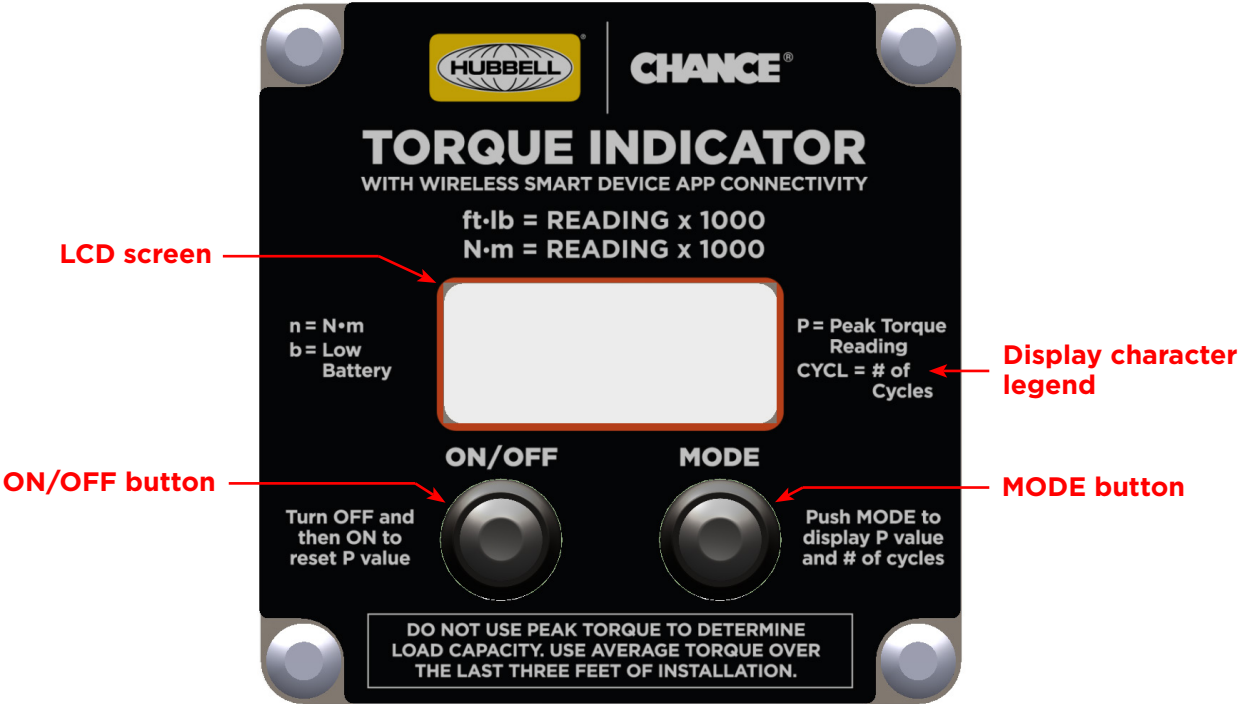 HUBBELL ®
CHANCE®
TORQUE INDICATOR
WITH WIRELESS SMART DEVICE APP CONNECTIVITY
ft·lb = READING x 1000
N·m = READING x 1000
LCD screen
n = N•m
b = Low
Battery
P = Peak Torque
Reading
CYCL = # of
Cycles
Display character
legend
ON/OFF
MODE
ON/OFF button
MODE button
Turn OFF and
then ON to
reset P value
Push MODE to
display P value
and # of cycles
DO NOT USE PEAK TORQUE TO DETERMINE
LOAD CAPACITY. USE AVERAGE TORQUE OVER
THE LAST THREE FEET OF INSTALLATION.